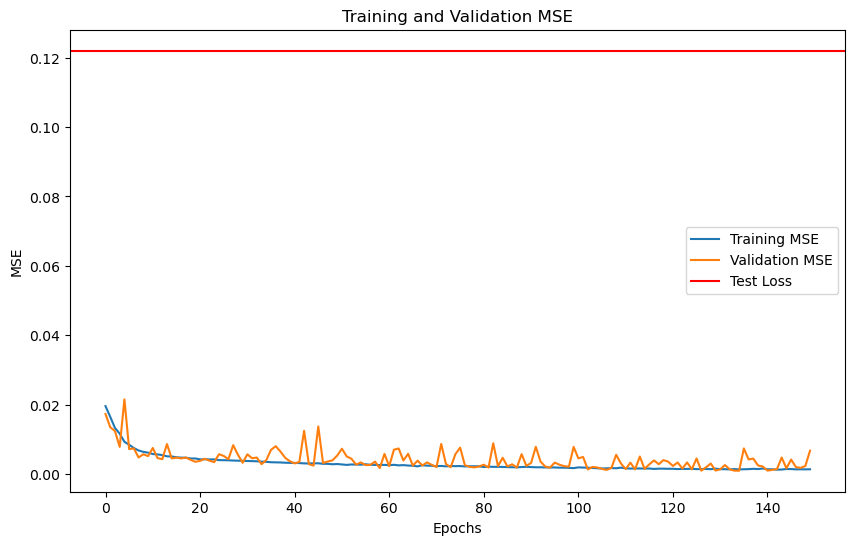 Training and Validation MSE
MSE
0.12
0.10
0.08
0.06
0.04
0.02
0.00
Training MSE
Validation MSE
Test Loss
0
20
40
60
80
100
120
140
Epochs